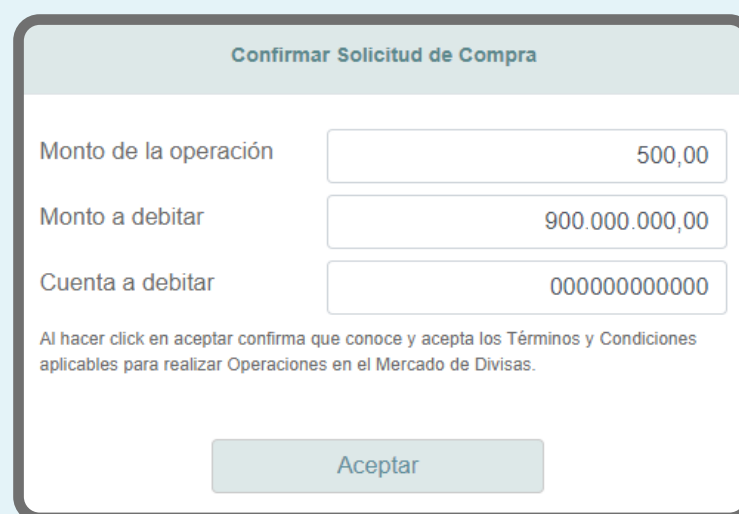 Confirmar Solicitud de Compra
Monto de la operación 500,00
Monto a debitar 900.000.000,00
Cuenta a debitar 000000000000
Al hacer click en aceptar confirma que conoce y acepta los Términos y Condiciones
aplicables para realizar Operaciones en el Mercado de Divisas.
Aceptar